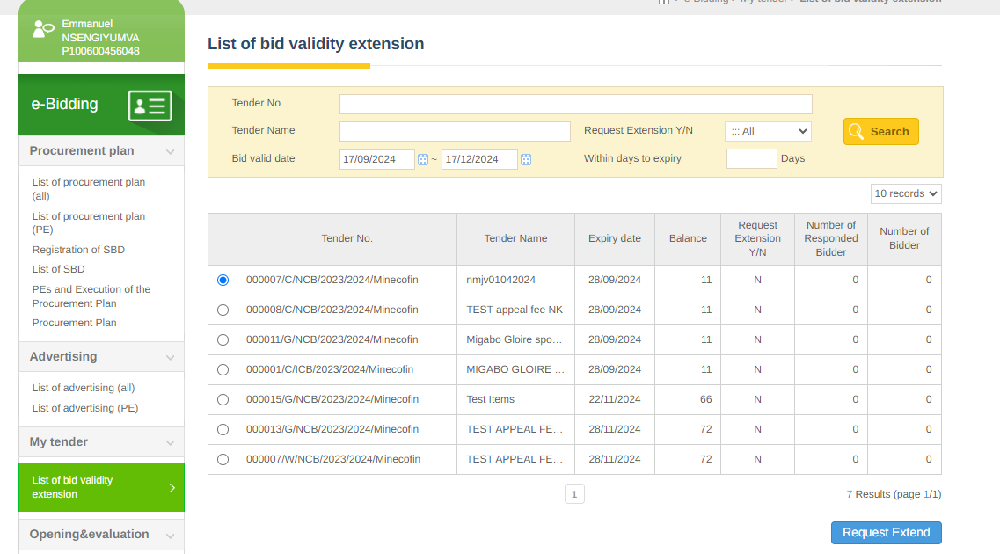 e-Bidding > My tender > List of bid validity extension
Emmanuel
NSENGIYUMVA
P100600456048
e-Bidding
Procurement plan
List of procurement plan
(all)
List of procurement plan
(PE)
Registration of SBD
List of SBD
PEs and Execution of the
Procurement Plan
Procurement Plan
Advertising
List of advertising (all)
List of advertising (PE)
My tender
List of bid validity
extension
Opening&evaluation
List of bid validity extension
Tender No.
Tender Name
Request Extension Y/N
::: All
Search
Bid valid date
17/09/2024 ~ 17/12/2024
Within days to expiry
Days
10 records
Tender No. Tender Name Expiry date Balance Request Extension Y/N Number of Responded Bidder Number of Bidder
000007/C/NCB/2023/2024/Minecofin nmjv01042024 28/09/2024 11 N 0 0
000008/C/NCB/2023/2024/Minecofin TEST appeal fee NK 28/09/2024 11 N 0 0
000011/G/NCB/2023/2024/Minecofin Migabo Gloire spo... 28/09/2024 11 N 0 0
000001/C/ICB/2023/2024/Minecofin MIGABO GLOIRE ... 28/09/2024 11 N 0 0
000015/G/NCB/2023/2024/Minecofin Test Items 22/11/2024 66 N 0 0
000013/G/NCB/2023/2024/Minecofin TEST APPEAL FE... 28/11/2024 72 N 0 0
000007/W/NCB/2023/2024/Minecofin TEST APPEAL FE... 28/11/2024 72 N 0 0
1
7 Results (page 1/1)
Request Extend